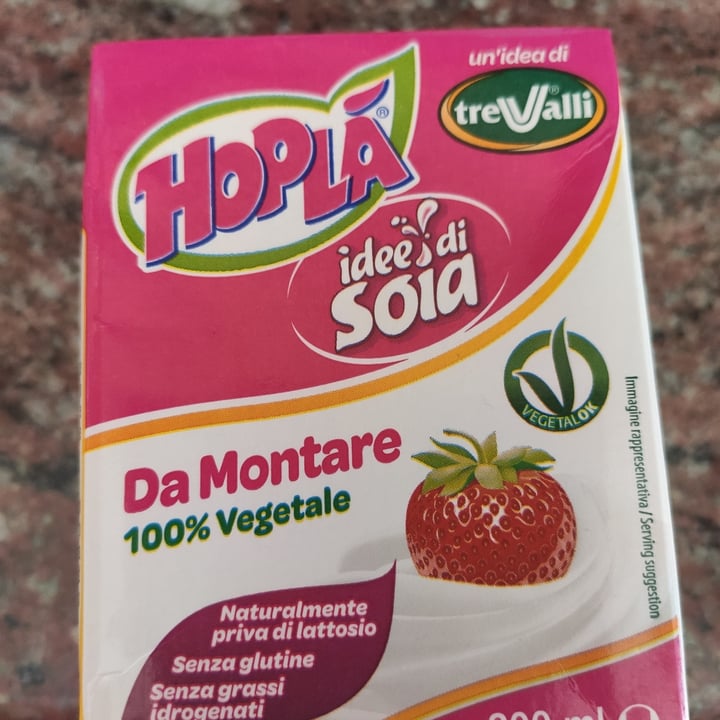 un'idea di
treValli®
HOPLÀ®
idee di
soia
VEGETALOK
Da Montare
100% Vegetale
Immagine rappresentativa / Serving suggestion
Naturalmente
priva di lattosio
Senza glutine
Senza grassi
idrogenati
ml